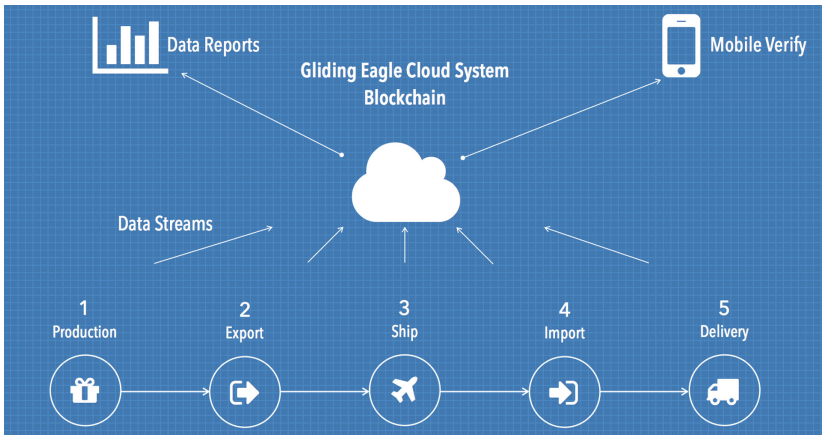 Data Reports
Mobile Verify
Gliding Eagle Cloud System
Blockchain
Data Streams
1
Production
2
Export
3
Ship
4
Import
5
Delivery